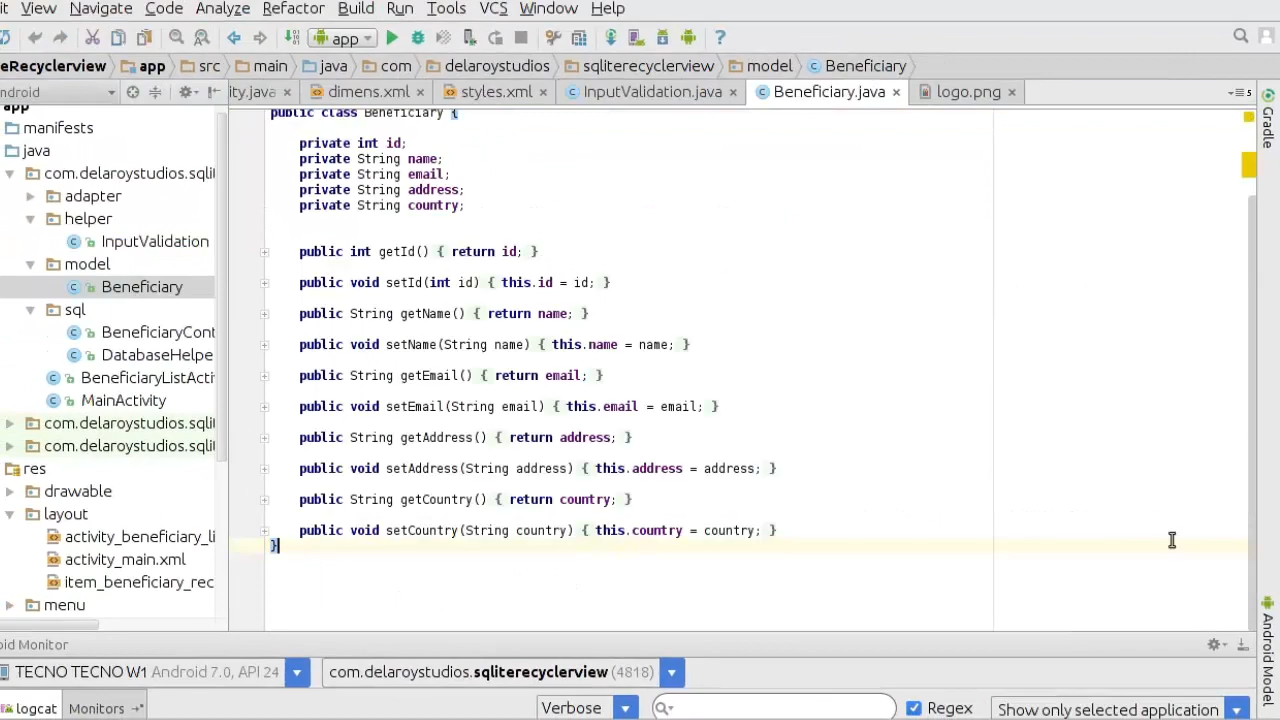 it View Navigate Code Analyze Refactor Build Run Tools VCS Window Help
app
eRecyclerview app src main java com delaroystudios sqliterecyclerview model Beneficiary
ndroid ity.java dimens.xml styles.xml InputValidation.java Beneficiary.java logo.png
app
manifests
java
com.delaroystudios.sqli
adapter
helper
InputValidation
model
Beneficiary
sql
BeneficiaryCont
DatabaseHelpe
BeneficiaryListActi
MainActivity
com.delaroystudios.sqli
com.delaroystudios.sqli
res
drawable
layout
activity_beneficiary_li
activity_main.xml
item_beneficiary_rec
menu
public class Beneficiary {
private int id;
private String name;
private String email;
private String address;
private String country;
public int getId() { return id; }
public void setId(int id) { this.id = id; }
public String getName() { return name; }
public void setName(String name) { this.name = name; }
public String getEmail() { return email; }
public void setEmail(String email) { this.email = email; }
public String getAddress() { return address; }
public void setAddress(String address) { this.address = address; }
public String getCountry() { return country; }
public void setCountry(String country) { this.country = country; }
}
Gradle
Android Model
oid Monitor
TECNO TECNO W1 Android 7.0, API 24 com.delaroystudios.sqliterecyclerview (4818)
logcat Monitors Verbose Regex Show only selected application